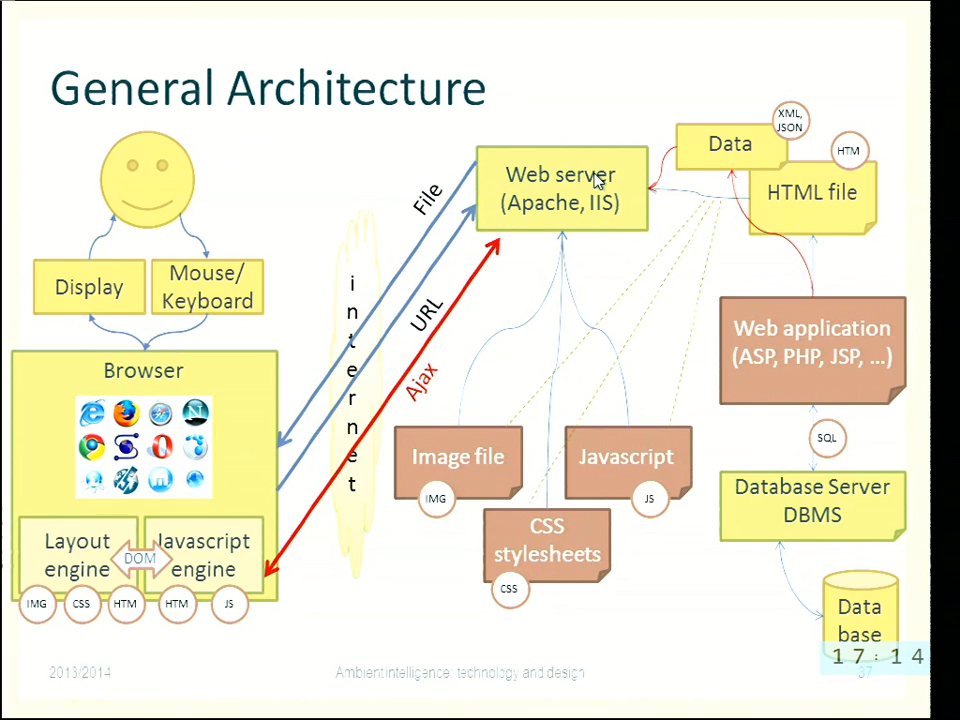 General Architecture
XML,
JSON
Data
HTM
Web server
(Apache, IIS)
HTML file
File
Display
Mouse/
Keyboard
internet
URL
Ajax
Web application
(ASP, PHP, JSP, ...)
Browser
SQL
Image file
IMG
Javascript
JS
CSS
stylesheets
CSS
Database Server
DBMS
Layout
engine
DOM
Javascript
engine
IMG
CSS
HTM
HTM
JS
Data
base
17:14
2013/2014
Ambient intelligence: technology and design
37